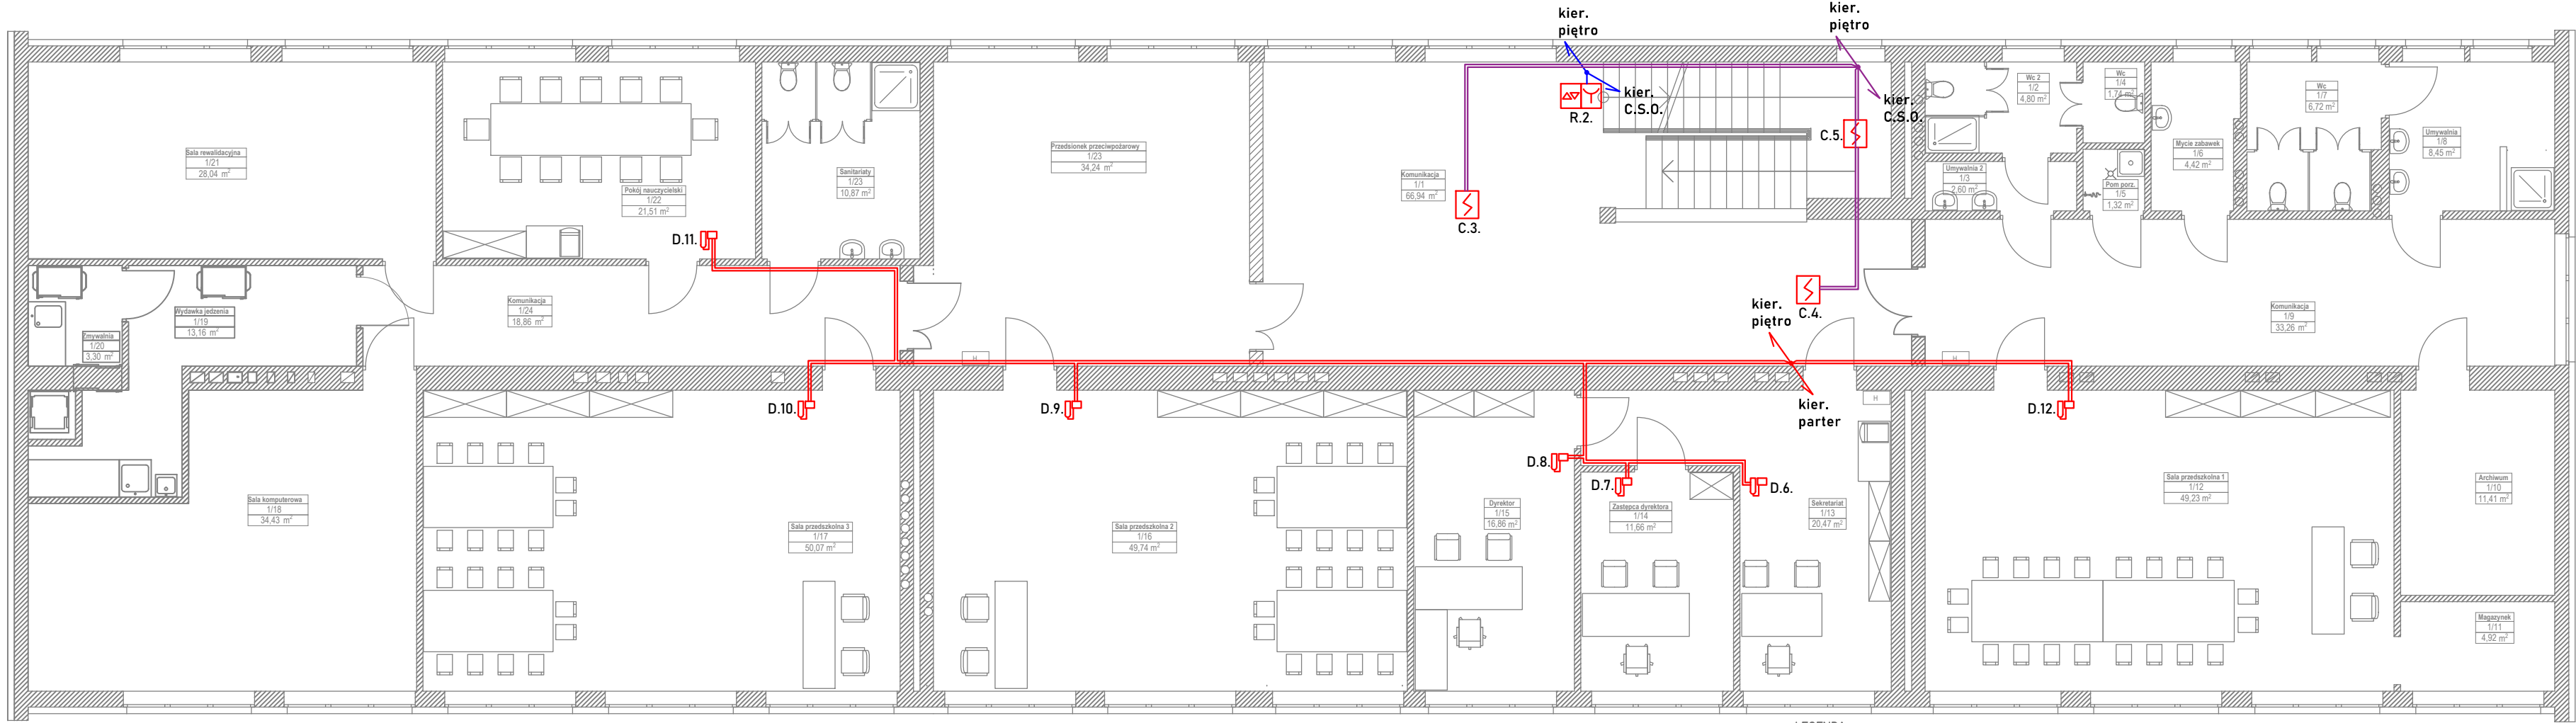 kier.
piętro
kier.
piętro
kier.
C.S.O.
R.2.
kier.
C.S.O.
C.5.
C.3.
C.4.
Sala rewalidacyjna
1/21
28,04 m²
Pokój nauczycielski
1/22
21,51 m²
Sanitariaty
1/23
10,87 m²
Przedsionek przeciwpożarowy
1/23
34,24 m²
Komunikacja
1/1
66,94 m²
Wc 2
1/2
4,80 m²
Wc
1/4
1,74 m²
Umywalnia 2
1/3
2,60 m²
Pom porz.
1/5
1,32 m²
Mycie zabawek
1/6
4,42 m²
Wc
1/7
6,72 m²
Umywalnia
1/8
8,45 m²
D.11.
Wydawka jedzenia
1/19
13,16 m²
Zmywalnia
1/20
3,30 m²
Komunikacja
1/24
18,86 m²
kier.
piętro
Komunikacja
1/9
33,26 m²
H
H
H
kier.
parter
D.10.
D.9.
D.12.
D.8.
D.7.
D.6.
Sala komputerowa
1/18
34,43 m²
Sala przedszkolna 3
1/17
50,07 m²
Sala przedszkolna 2
1/16
49,74 m²
Dyrektor
1/15
16,86 m²
Zastępca dyrektora
1/14
11,66 m²
Sekretariat
1/13
20,47 m²
Sala przedszkolna 1
1/12
49,23 m²
Archiwum
1/10
11,41 m²
Magazynek
1/11
4,92 m²